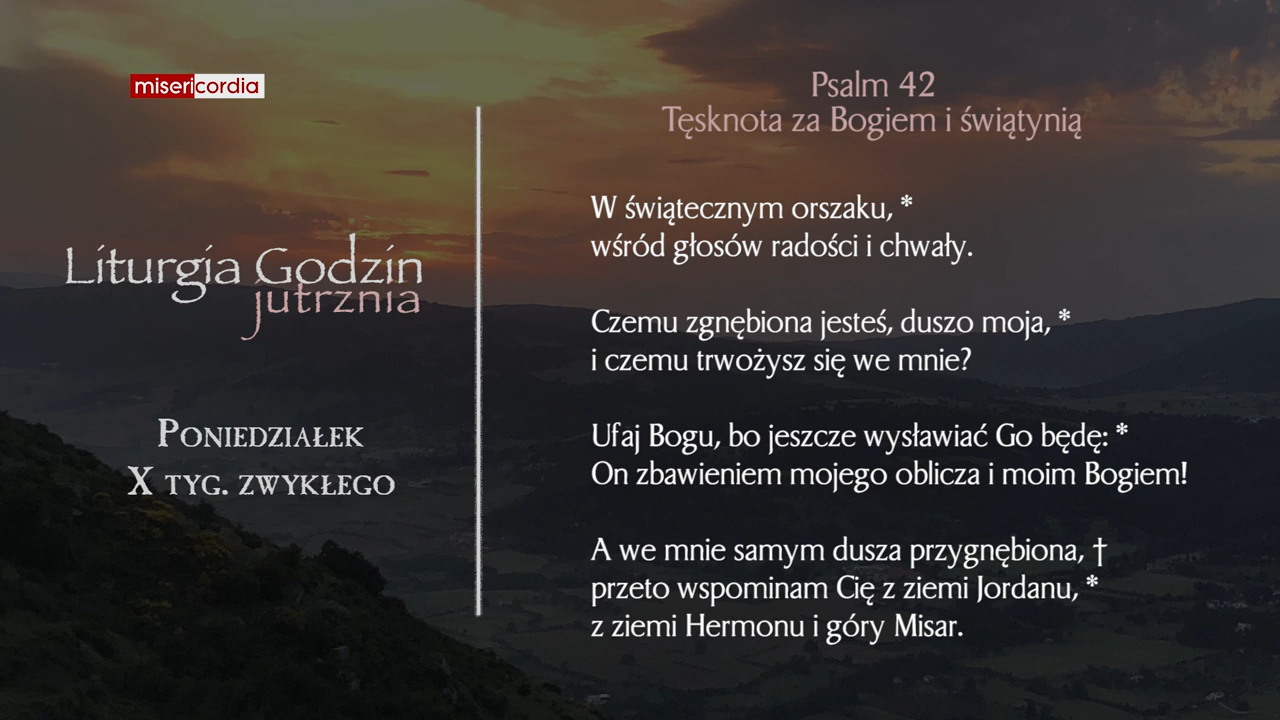 misericordia
Liturgia Godzin
jutrznia
Poniedziałek
X tyg. zwykłego
Psalm 42
Tęsknota za Bogiem i świątynią
W świątecznym orszaku, *
wśród głosów radości i chwały.
Czemu zgnębiona jesteś, duszo moja, *
i czemu trwożysz się we mnie?
Ufaj Bogu, bo jeszcze wysławiać Go będę: *
On zbawieniem mojego oblicza i moim Bogiem!
A we mnie samym dusza przygnębiona, †
przeto wspominam Cię z ziemi Jordanu, *
z ziemi Hermonu i góry Misar.